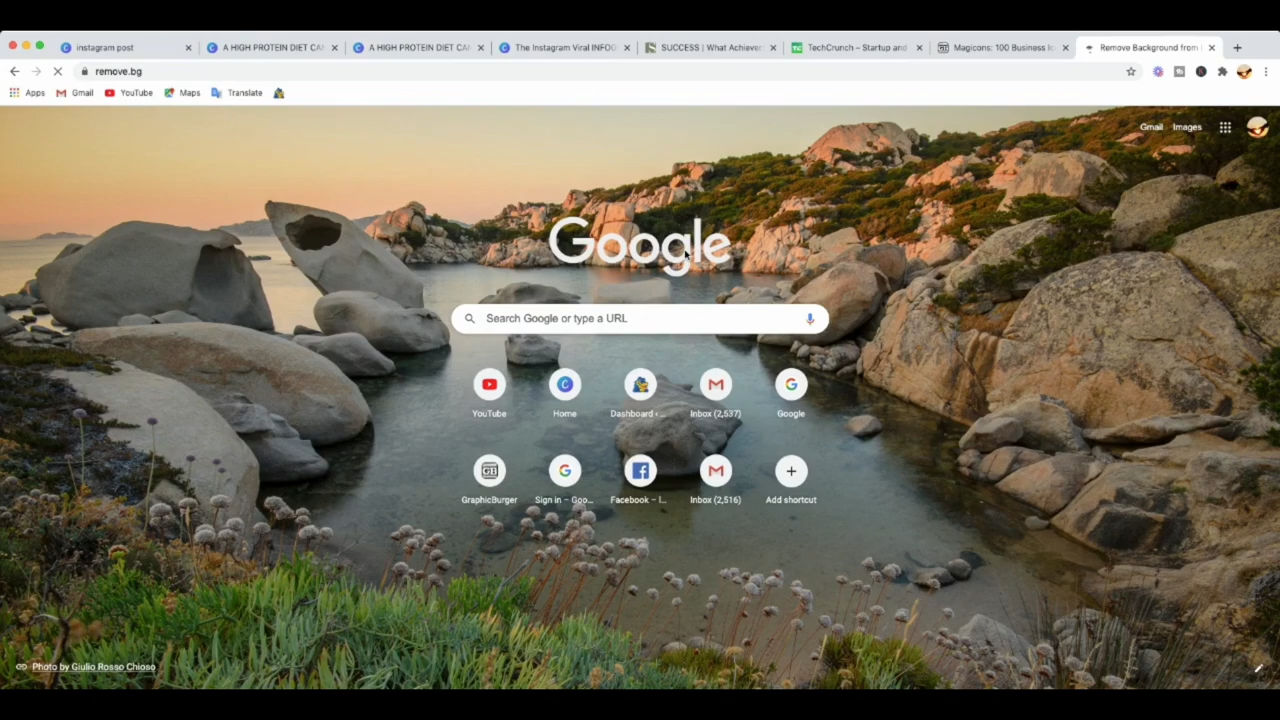 instagram post
A HIGH PROTEIN DIET CA
A HIGH PROTEIN DIET CA
The Instagram Viral INFO
SUCCESS | What Achiever
TechCrunch – Startup and
Magicons: 100 Business Ic
Remove Background from
remove.bg
Apps
Gmail
YouTube
Maps
Translate
Gmail
Images
Google
Search Google or type a URL
YouTube
Home
Dashboard ‹ ...
Inbox (2,537)
Google
GB
GraphicBurger
Sign in – Goo...
Facebook – I...
Inbox (2,516)
Add shortcut
Photo by Giulio Rosso Chioso